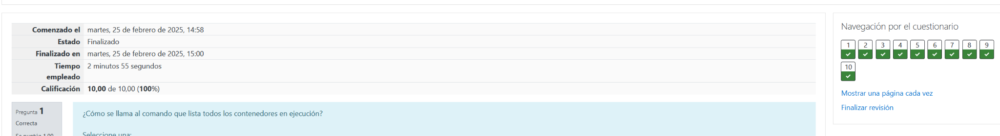 Comenzado el martes, 25 de febrero de 2025, 14:58
Estado Finalizado
Finalizado en martes, 25 de febrero de 2025, 15:00
Tiempo empleado 2 minutos 55 segundos
Calificación 10,00 de 10,00 (100%)
Pregunta 1
Correcta
Se puntúa 1,00
¿Cómo se llama al comando que lista todos los contenedores en ejecución?
Seleccione una:
Navegación por el cuestionario
1 2 3 4 5 6 7 8 9
10
Mostrar una página cada vez
Finalizar revisión